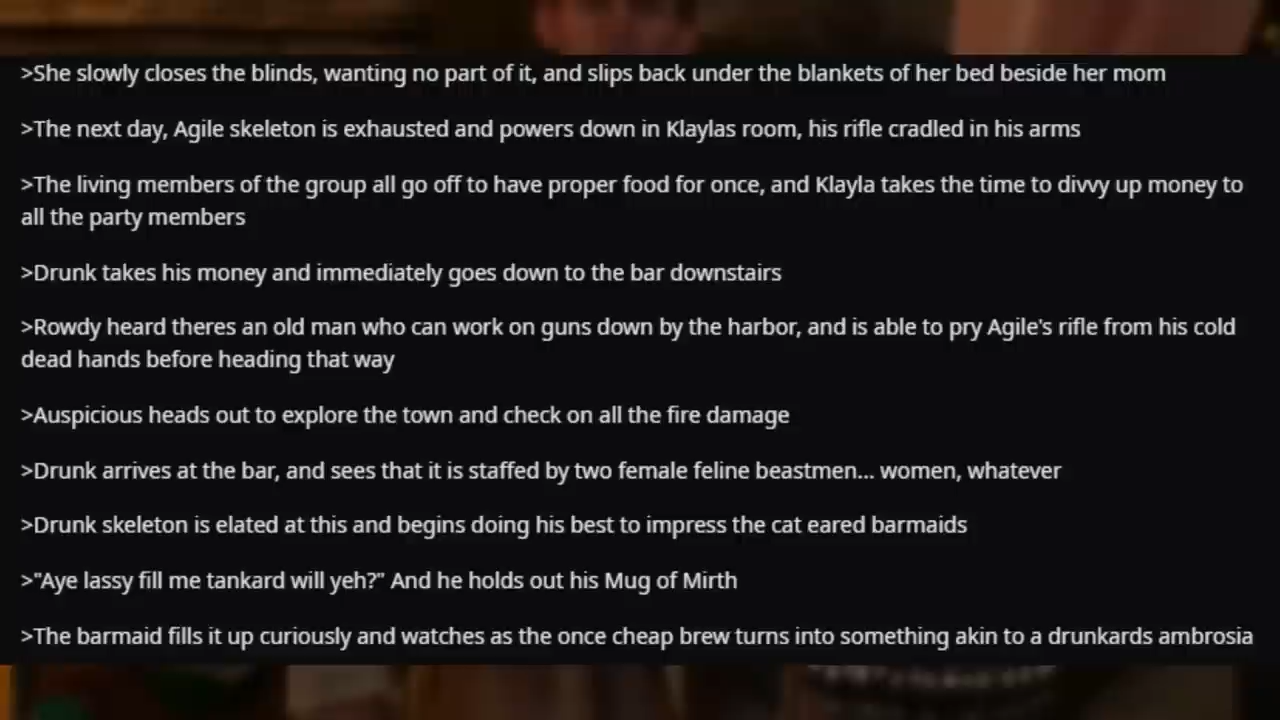 >She slowly closes the blinds, wanting no part of it, and slips back under the blankets of her bed beside her mom
>The next day, Agile skeleton is exhausted and powers down in Klaylas room, his rifle cradled in his arms
>The living members of the group all go off to have proper food for once, and Klayla takes the time to divvy up money to
all the party members
>Drunk takes his money and immediately goes down to the bar downstairs
>Rowdy heard theres an old man who can work on guns down by the harbor, and is able to pry Agile's rifle from his cold
dead hands before heading that way
>Auspicious heads out to explore the town and check on all the fire damage
>Drunk arrives at the bar, and sees that it is staffed by two female feline beastmen... women, whatever
>Drunk skeleton is elated at this and begins doing his best to impress the cat eared barmaids
>"Aye lassy fill me tankard will yeh?" And he holds out his Mug of Mirth
>The barmaid fills it up curiously and watches as the once cheap brew turns into something akin to a drunkards ambrosia